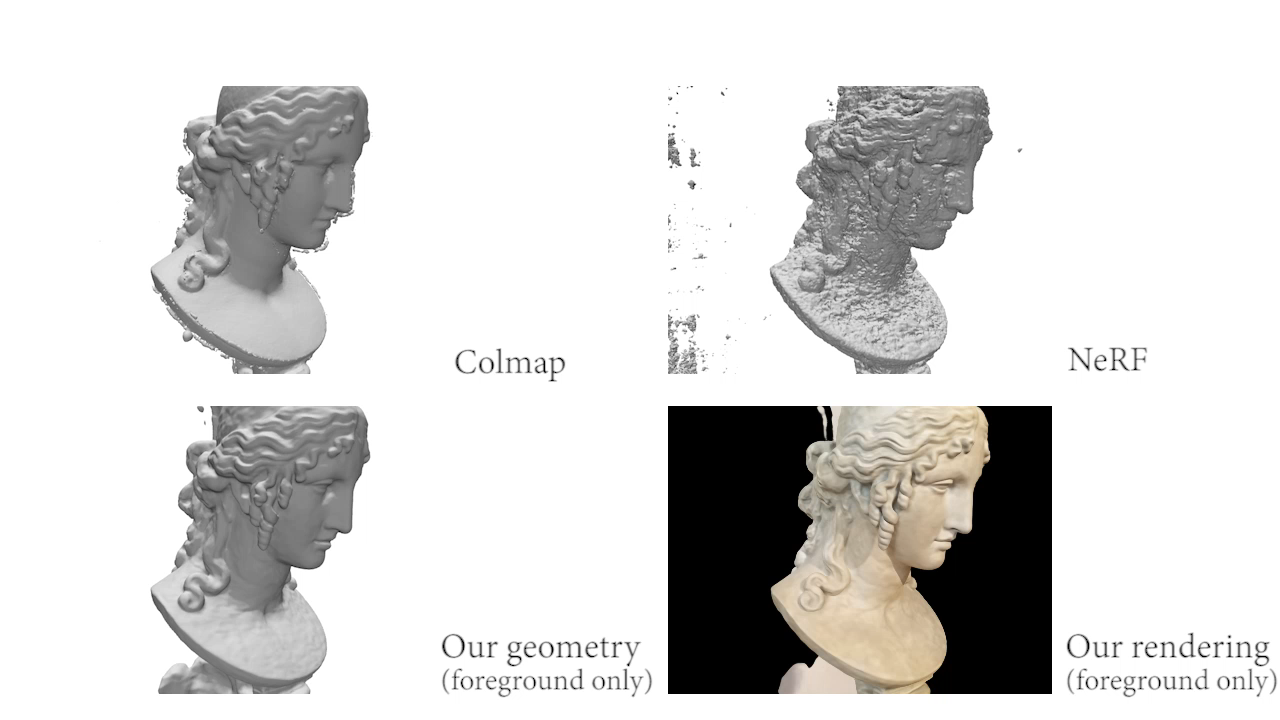 Colmap
NeRF
Our geometry
(foreground only)
Our rendering
(foreground only)